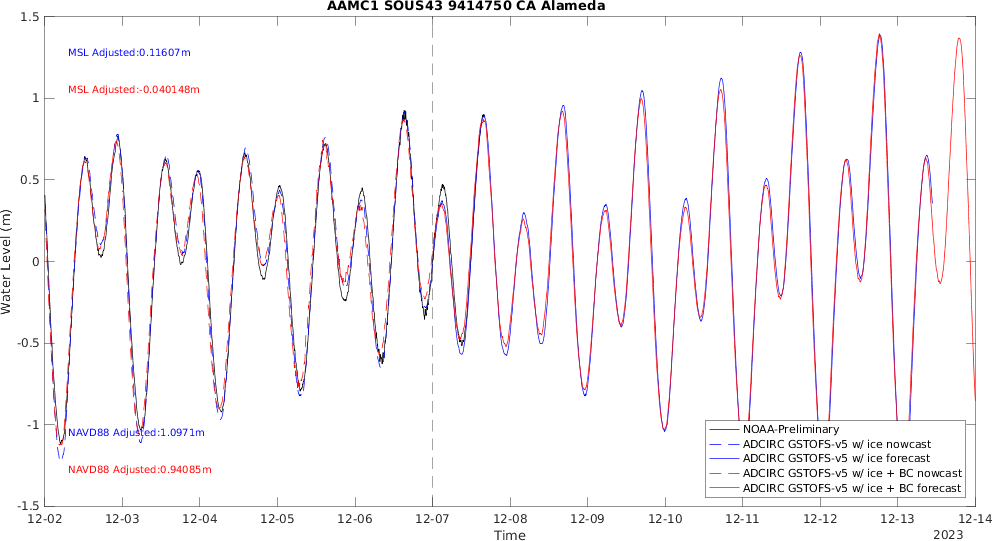 AAMC1 SOUS43 9414750 CA Alameda
1.5
MSL Adjusted:0.11607m
1
MSL Adjusted:-0.040148m
0.5
Water Level (m)
0
-0.5
-1
NAVD88 Adjusted:1.0971m
NOAA-Preliminary
ADCIRC GSTOFS-v5 w/ ice nowcast
ADCIRC GSTOFS-v5 w/ ice forecast
NAVD88 Adjusted:0.94085m
ADCIRC GSTOFS-v5 w/ ice + BC nowcast
ADCIRC GSTOFS-v5 w/ ice + BC forecast
-1.5
12-02 12-03 12-04 12-05 12-06 12-07 12-08 12-09 12-10 12-11 12-12 12-13 12-14
Time
2023